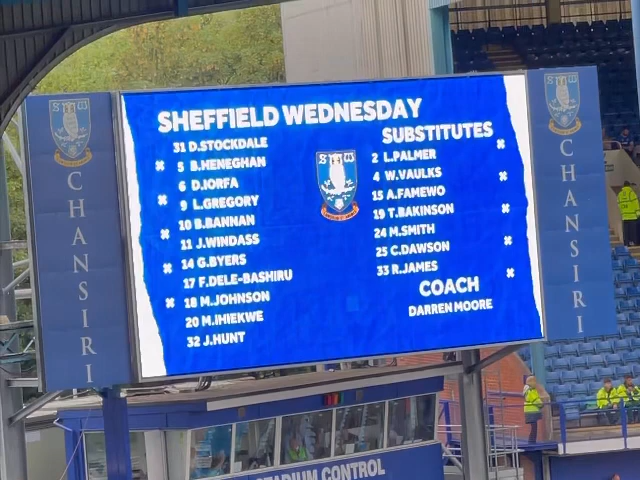 SHEFFIELD WEDNESDAY
31 D.STOCKDALE
5 B.HENEGHAN
6 D.IORFA
9 L.GREGORY
10 B.BANNAN
11 J.WINDASS
14 G.BYERS
17 F.DELE-BASHIRU
18 M.JOHNSON
20 M.IHIEKWE
32 J.HUNT
SUBSTITUTES
2 L.PALMER
4 W.VAULKS
15 A.FAMEWO
19 T.BAKINSON
24 M.SMITH
25 C.DAWSON
33 R.JAMES
COACH
DARREN MOORE
CHANSIRI
CHANSIRI
STADIUM CONTROL